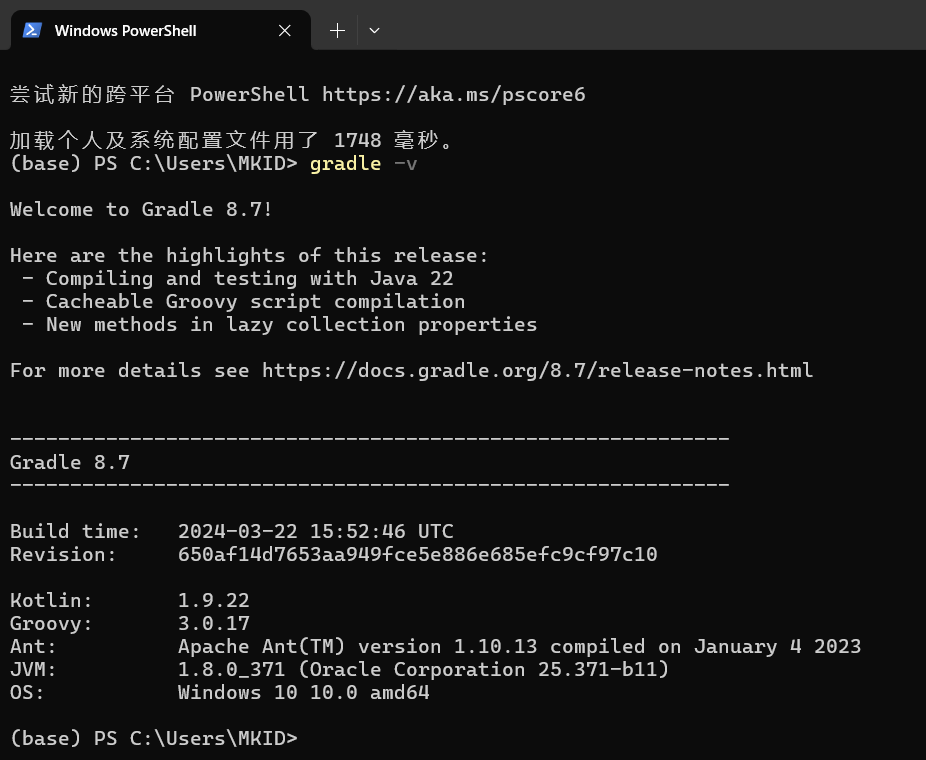 Windows PowerShell
尝试新的跨平台 PowerShell https://aka.ms/pscore6
加载个人及系统配置文件用了 1748 毫秒。
(base) PS C:\Users\MKID> gradle -v
Welcome to Gradle 8.7!
Here are the highlights of this release:
- Compiling and testing with Java 22
- Cacheable Groovy script compilation
- New methods in lazy collection properties
For more details see https://docs.gradle.org/8.7/release-notes.html
------------------------------------------------------------
Gradle 8.7
------------------------------------------------------------
Build time:   2024-03-22 15:52:46 UTC
Revision:     650af14d7653aa949fce5e886e685efc9cf97c10
Kotlin:       1.9.22
Groovy:       3.0.17
Ant:          Apache Ant(TM) version 1.10.13 compiled on January 4 2023
JVM:          1.8.0_371 (Oracle Corporation 25.371-b11)
OS:           Windows 10 10.0 amd64
(base) PS C:\Users\MKID>